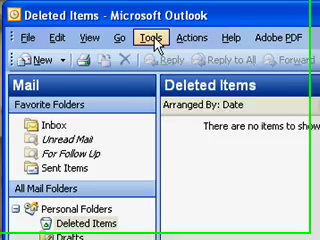 Deleted Items - Microsoft Outlook
File Edit View Go Tools Actions Help Adobe PDF
New Reply Reply to All Forward
Mail Deleted Items
Favorite Folders Arranged By: Date
Inbox There are no items to show
Unread Mail
For Follow Up
Sent Items
All Mail Folders
Personal Folders
Deleted Items
Drafts